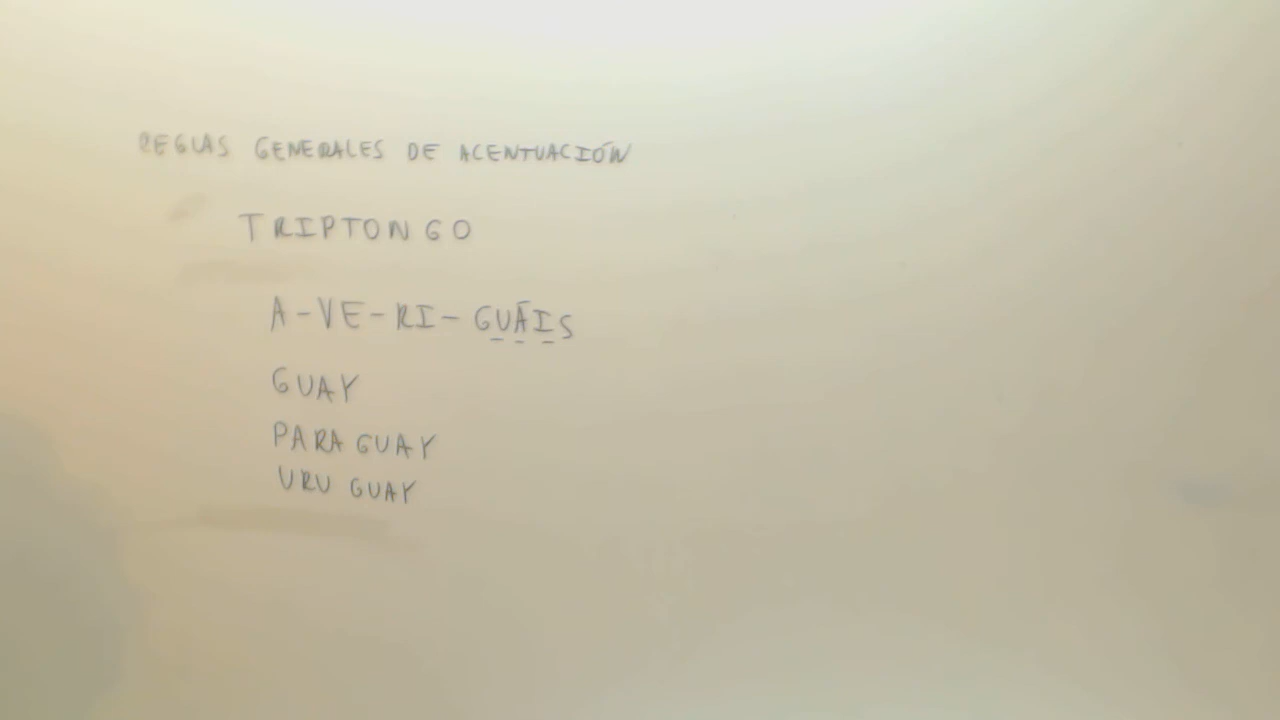 REGLAS GENERALES DE ACENTUACIÓN
TRIPTONGO
A-VE-RI-GUÁIS
GUAY
PARAGUAY
URUGUAY